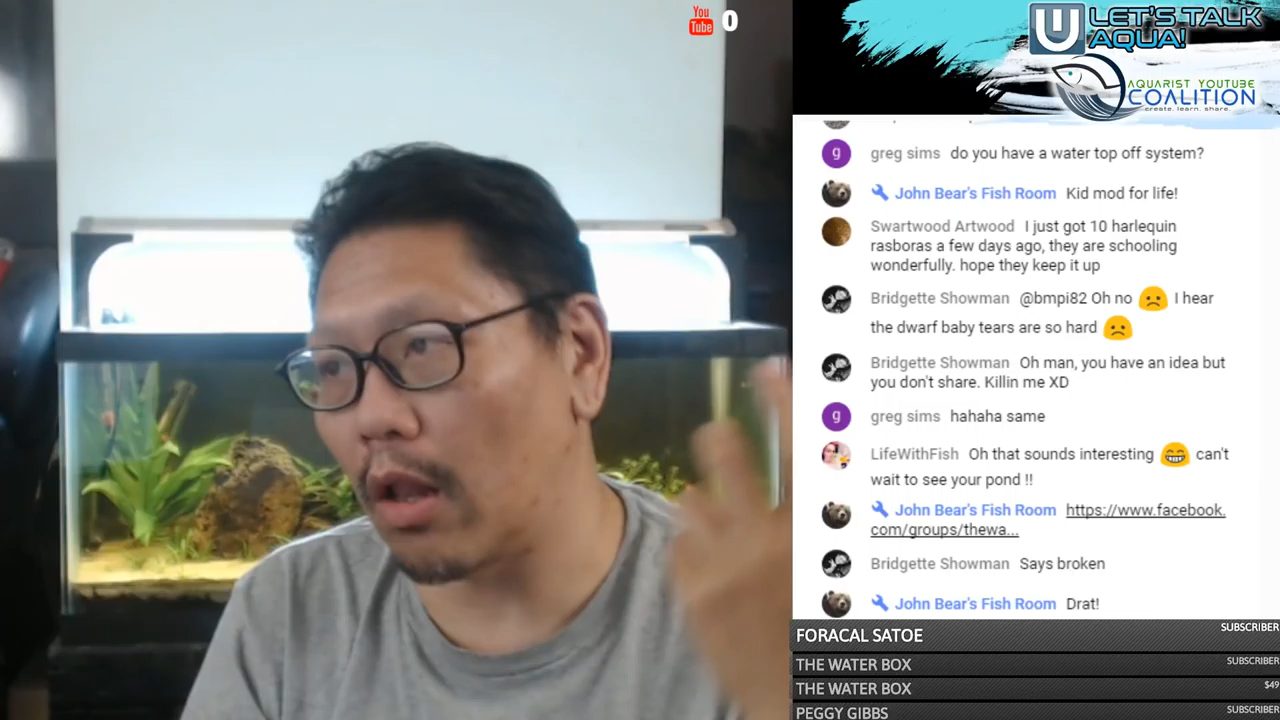 You
Tube
0
LET'S TALK
AQUA!
AQUARIST YOUTUBE
COALITION
create. learn. share.
greg sims do you have a water top off system?
John Bear's Fish Room Kid mod for life!
Swartwood Artwood I just got 10 harlequin
rasboras a few days ago, they are schooling
wonderfully. hope they keep it up
Bridgette Showman @bmpi82 Oh no ☹️ I hear
the dwarf baby tears are so hard ☹️
Bridgette Showman Oh man, you have an idea but
you don't share. Killin me XD
greg sims hahaha same
LifeWithFish Oh that sounds interesting 😁 can't
wait to see your pond !!
John Bear's Fish Room https://www.facebook.
com/groups/thewa...
Bridgette Showman Says broken
John Bear's Fish Room Drat!
FORACAL SATOE SUBSCRIBER
THE WATER BOX SUBSCRIBER
THE WATER BOX $49
PEGGY GIBBS SUBSCRIBER